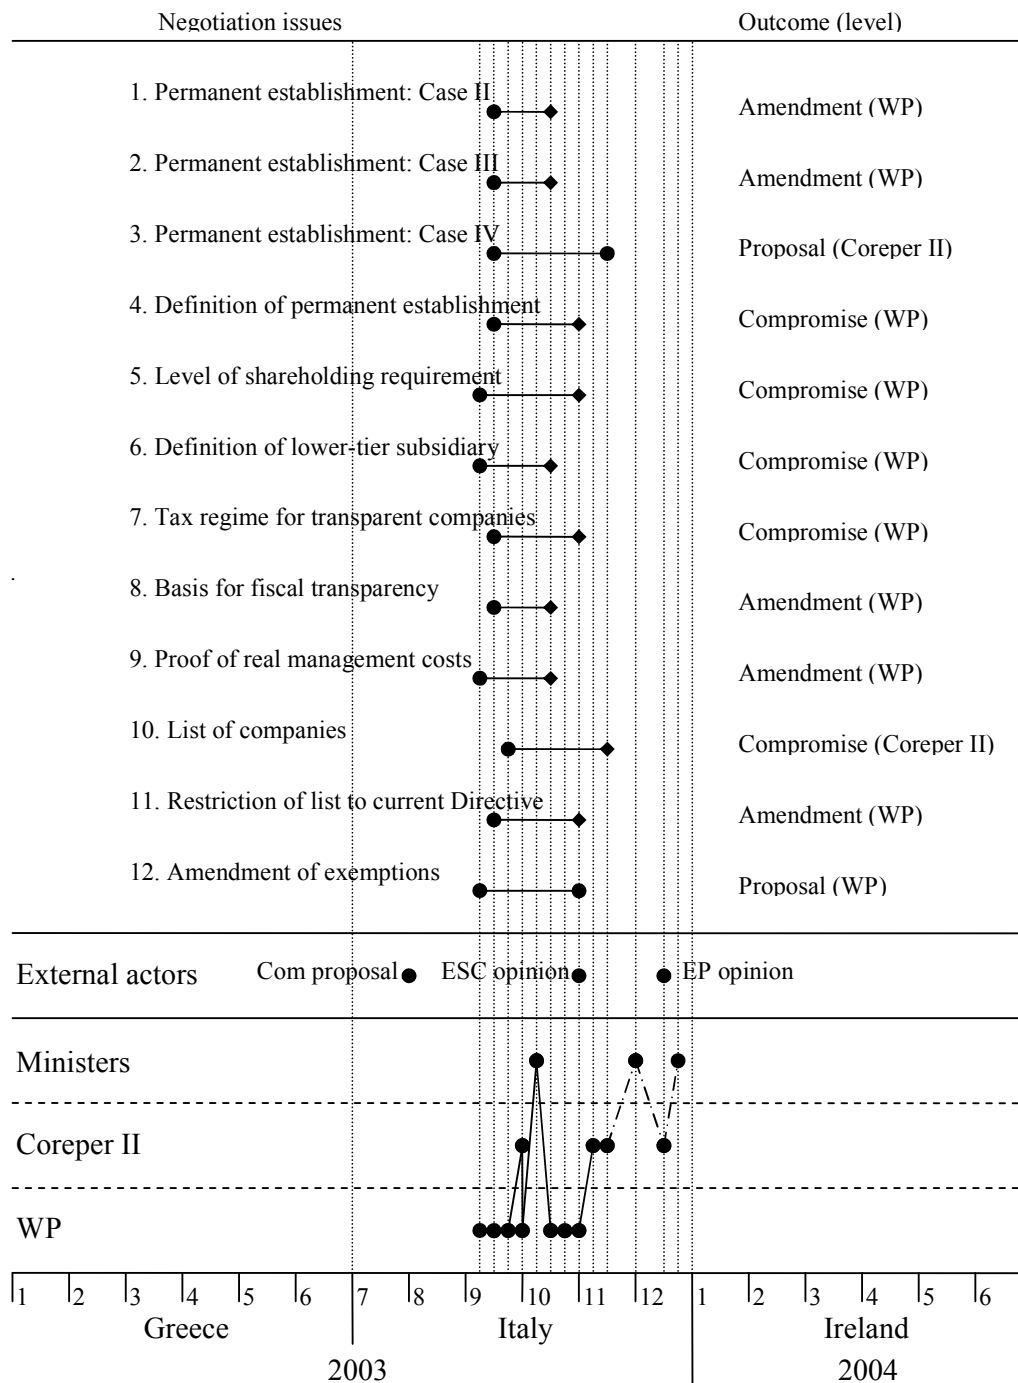 Negotiation issues Outcome (level)
1. Permanent establishment: Case II
Amendment (WP)
2. Permanent establishment: Case III
Amendment (WP)
3. Permanent establishment: Case IV
Proposal (Coreper II)
4. Definition of permanent establishment
Compromise (WP)
5. Level of shareholding requirement
Compromise (WP)
6. Definition of lower-tier subsidiary
Compromise (WP)
7. Tax regime for transparent companies
Compromise (WP)
8. Basis for fiscal transparency
Amendment (WP)
9. Proof of real management costs
Amendment (WP)
10. List of companies
Compromise (Coreper II)
11. Restriction of list to current Directive
Amendment (WP)
12. Amendment of exemptions
Proposal (WP)
External actors Com proposal ESC opinion EP opinion
Ministers
Coreper II
WP
1 2 3 4 5 6 7 8 9 10 11 12 1 2 3 4 5 6
Greece Italy Ireland
2003 2004